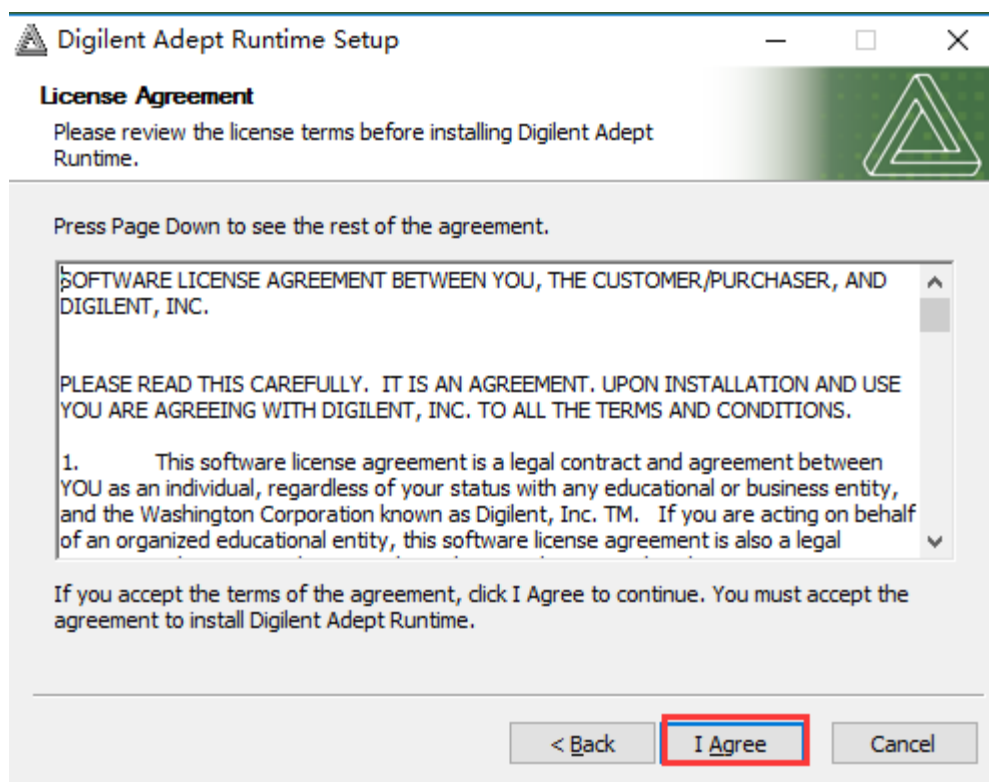 Digilent Adept Runtime Setup
License Agreement
Please review the license terms before installing Digilent Adept
Runtime.
Press Page Down to see the rest of the agreement.
SOFTWARE LICENSE AGREEMENT BETWEEN YOU, THE CUSTOMER/PURCHASER, AND
DIGILENT, INC.
PLEASE READ THIS CAREFULLY.  IT IS AN AGREEMENT. UPON INSTALLATION AND USE
YOU ARE AGREEING WITH DIGILENT, INC. TO ALL THE TERMS AND CONDITIONS.
1. This software license agreement is a legal contract and agreement between
YOU as an individual, regardless of your status with any educational or business entity,
and the Washington Corporation known as Digilent, Inc. TM.   If you are acting on behalf
of an organized educational entity, this software license agreement is also a legal
If you accept the terms of the agreement, click I Agree to continue. You must accept the
agreement to install Digilent Adept Runtime.
< Back
I Agree
Cancel